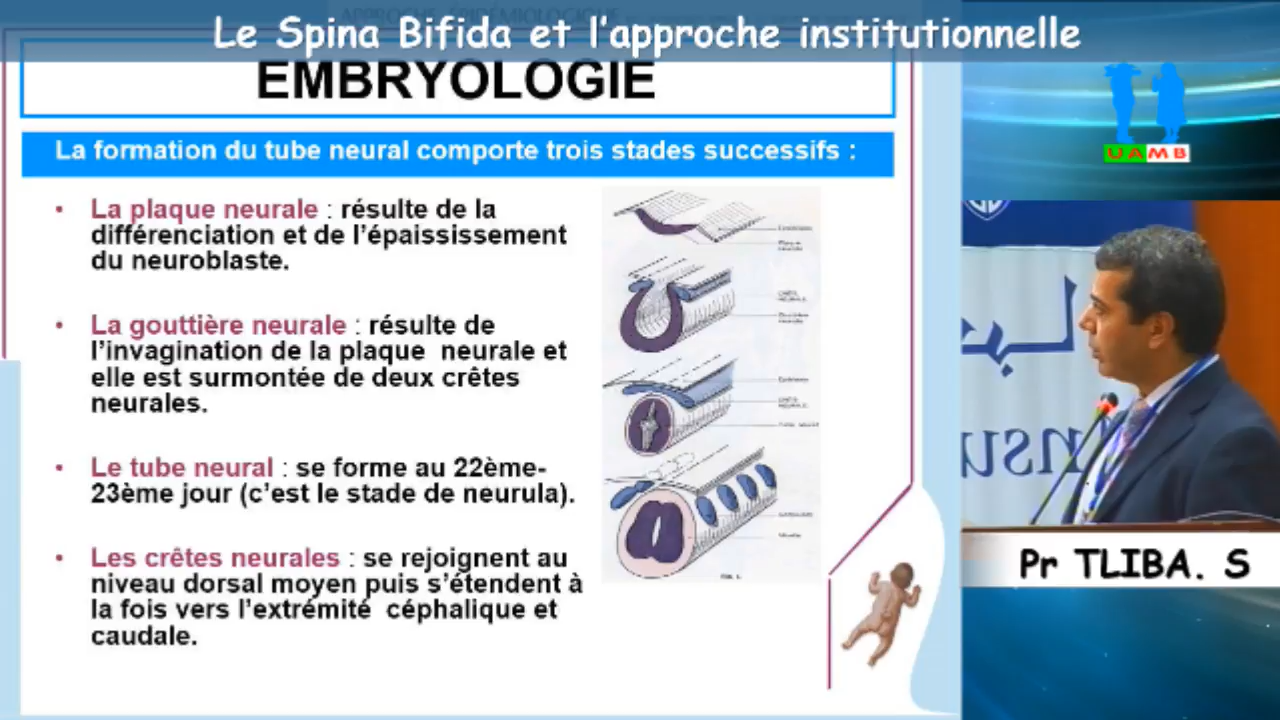 Le Spina Bifida et l'approche institutionnelle
EMBRYOLOGIE
La formation du tube neural comporte trois stades successifs :
• La plaque neurale : résulte de la
différenciation et de l'épaississement
du neuroblaste.
• La gouttière neurale : résulte de
l'invagination de la plaque neurale et
elle est surmontée de deux crêtes
neurales.
• Le tube neural : se forme au 22ème-
23ème jour (c'est le stade de neurula).
• Les crêtes neurales : se rejoignent au
niveau dorsal moyen puis s'étendent à
la fois vers l'extrémité céphalique et
caudale.
UAMB
Pr TLIBA. S